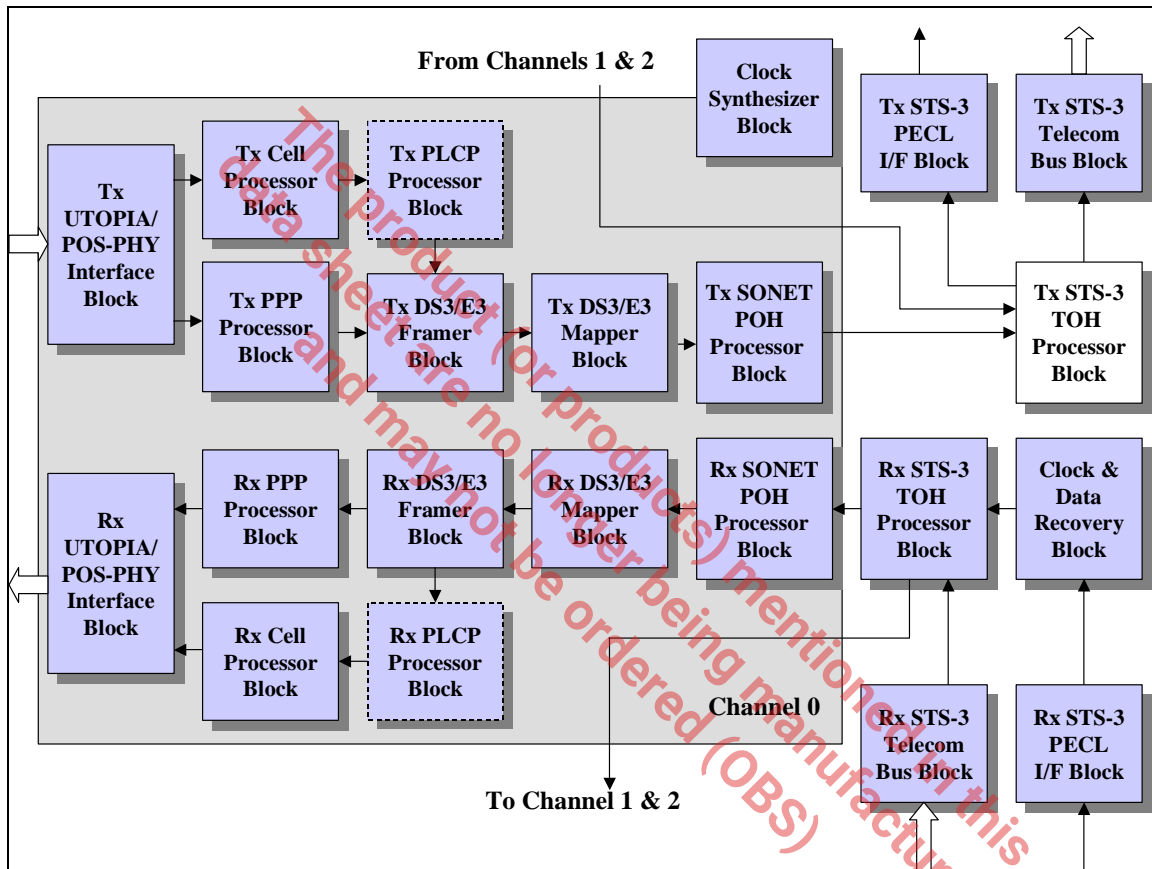 From Channels 1 & 2
Clock
Synthesizer
Block
Tx STS-3
PECL
I/F Block
Tx STS-3
Telecom
Bus Block
Tx
UTOPIA/
POS-PHY
Interface
Block
Tx Cell
Processor
Block
Tx PLCP
Processor
Block
Tx PPP
Processor
Block
Tx DS3/E3
Framer
Block
Tx DS3/E3
Mapper
Block
Tx SONET
POH
Processor
Block
Tx STS-3
TOH
Processor
Block
Rx
UTOPIA/
POS-PHY
Interface
Block
Rx PPP
Processor
Block
Rx DS3/E3
Framer
Block
Rx DS3/E3
Mapper
Block
Rx SONET
POH
Processor
Block
Rx STS-3
TOH
Processor
Block
Clock &
Data
Recovery
Block
Rx Cell
Processor
Block
Rx PLCP
Processor
Block
Channel 0
Rx STS-3
Telecom
Bus Block
Rx STS-3
PECL
I/F Block
To Channel 1 & 2
The product (or products) mentioned in this
data sheet are no longer being manufactur
and may not be ordered (OBS)